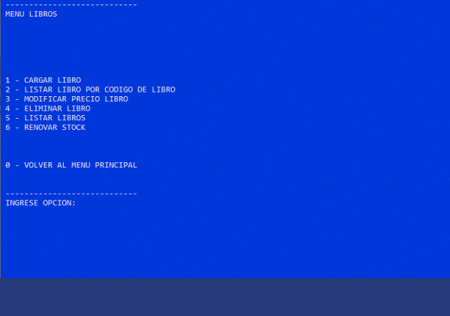 ----------------------------
MENU LIBROS
1 - CARGAR LIBRO
2 - LISTAR LIBRO POR CODIGO DE LIBRO
3 - MODIFICAR PRECIO LIBRO
4 - ELIMINAR LIBRO
5 - LISTAR LIBROS
6 - RENOVAR STOCK
0 - VOLVER AL MENU PRINCIPAL
----------------------------
INGRESE OPCION: